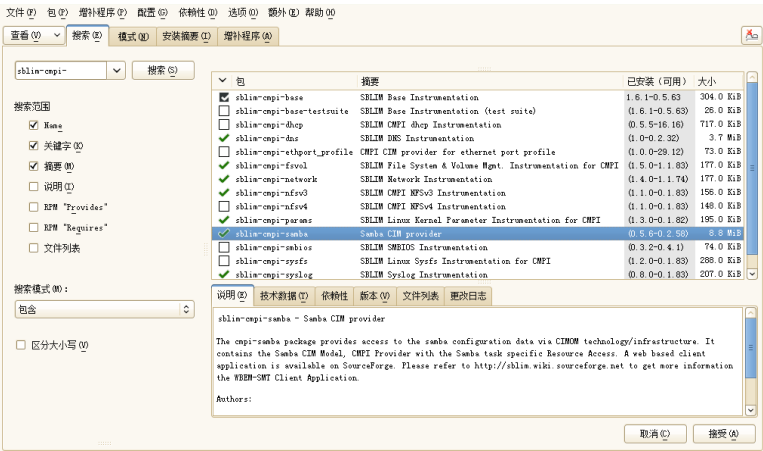 文件(F) 包(P) 增补程序(P) 配置(G) 依赖性(D) 选项(O) 额外(E) 帮助(H)
查看(V) 搜索(R) 模式(N) 安装摘要(I) 增补程序(A)
sblim-cmpi- 搜索(S)
搜索范围
Name
关键字(K)
摘要(M)
说明(I)
RPM "Provides"
RPM "Requires"
文件列表
搜索模式(M):
包含
区分大小写(V)
包 摘要 已安装 (可用) 大小
sblim-cmpi-base SBLIM Base Instrumentation 1.6.1-0.5.63 304.0 KiB
sblim-cmpi-base-testsuite SBLIM Base Instrumentation (test suite) (1.6.1-0.5.63) 26.0 KiB
sblim-cmpi-dhcp SBLIM CMPI dhcp Instrumentation (0.5.5-16.16) 717.0 KiB
sblim-cmpi-dns SBLIM DNS Instrumentation (1.0-0.2.32) 3.7 MiB
sblim-cmpi-ethport_profile CMPI CIM provider for ethernet port profile (1.0.0-29.12) 73.0 KiB
sblim-cmpi-fsvol SBLIM File System & Volume Mgmt. Instrumentation for CMPI (1.5.0-1.1.83) 177.0 KiB
sblim-cmpi-network SBLIM Network Instrumentation (1.4.0-1.1.74) 177.0 KiB
sblim-cmpi-nfsv3 SBLIM CMPI NFSv3 Instrumentation (1.1.0-0.1.83) 156.0 KiB
sblim-cmpi-nfsv4 SBLIM CMPI NFSv4 Instrumentation (1.1.0-0.1.83) 148.0 KiB
sblim-cmpi-params SBLIM Linux Kernel Parameter Instrumentation for CMPI (1.3.0-0.1.82) 195.0 KiB
sblim-cmpi-samba Samba CIM provider (0.5.6-0.2.58) 8.8 MiB
sblim-cmpi-smbios SBLIM SMBIOS Instrumentation (0.3.2-0.4.1) 74.0 KiB
sblim-cmpi-sysfs SBLIM Linux Sysfs Instrumentation for CMPI (1.2.0-0.1.83) 288.0 KiB
sblim-cmpi-syslog SBLIM Syslog Instrumentation (0.8.0-0.1.83) 207.0 KiB
说明(E) 技术数据(T) 依赖性 版本(V) 文件列表 更改日志
sblim-cmpi-samba - Samba CIM provider
The cmpi-samba package provides access to the samba configuration data via CIMOM technology/infrastructure. It
contains the Samba CIM Model, CMPI Provider with the Samba task specific Resource Access. A web based client
application is available on SourceForge. Please refer to http://sblim.wiki.sourceforge.net to get more information
the WBEM-SMT Client Application.
Authors:
取消(C) 接受(A)